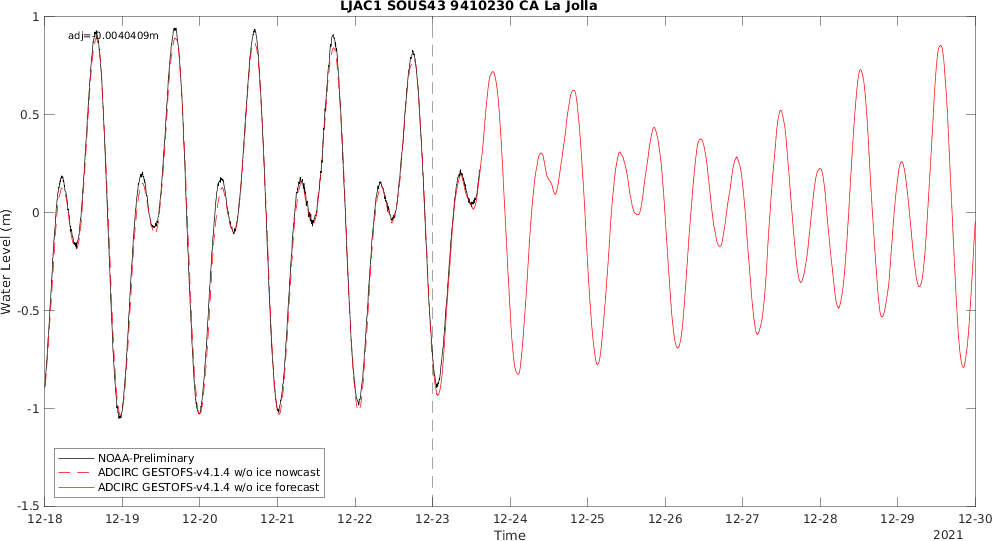 LJAC1 SOUS43 9410230 CA La Jolla
adj=-0.0040409m
1
0.5
0
-0.5
-1
-1.5
Water Level (m)
NOAA-Preliminary
ADCIRC GESTOFS-v4.1.4 w/o ice nowcast
ADCIRC GESTOFS-v4.1.4 w/o ice forecast
12-18 12-19 12-20 12-21 12-22 12-23 12-24 12-25 12-26 12-27 12-28 12-29 12-30
Time
2021